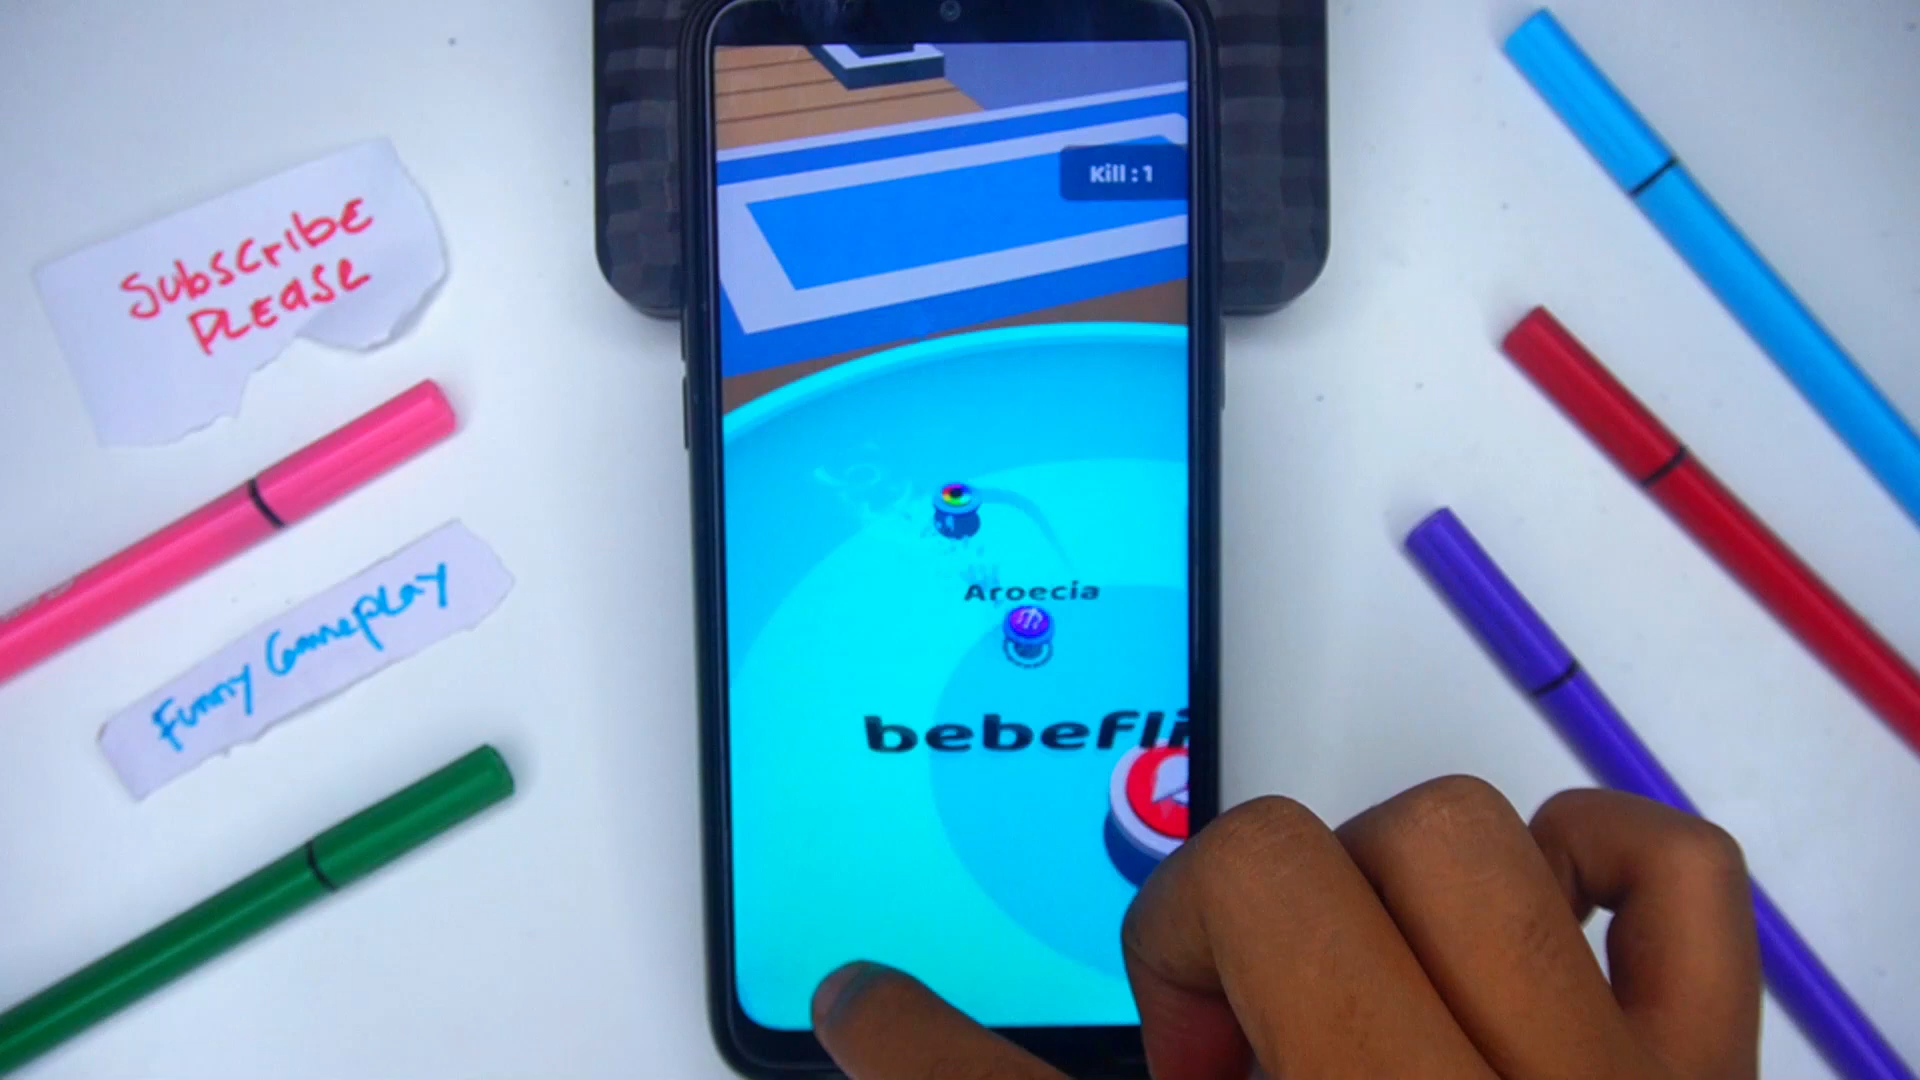 Subscribe
PLEASE
Funny Gameplay
Kill : 1
Aroecia
bebefli